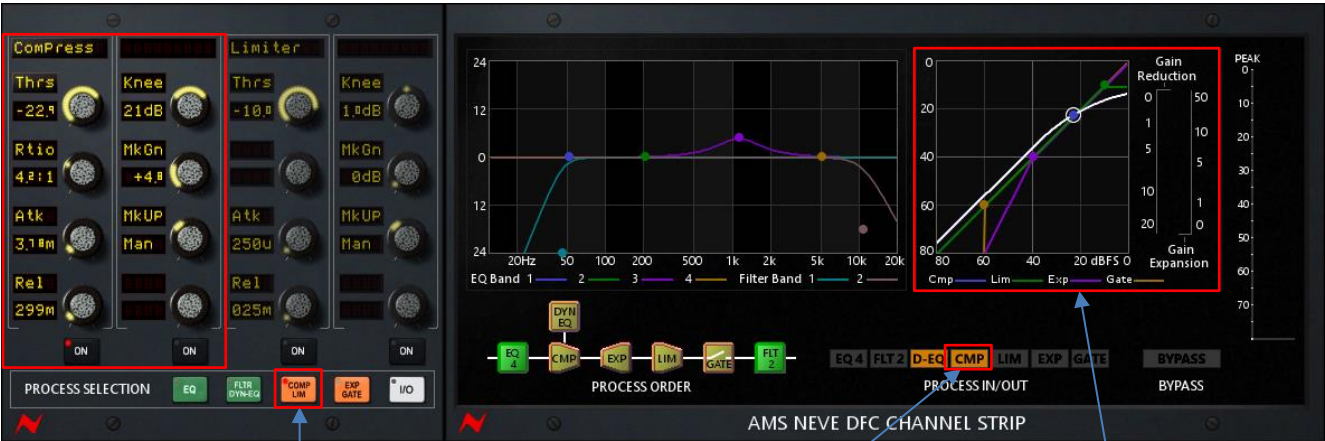 ComPress
Limiter
Thrs
Knee
Thrs
Knee
-22.9
21dB
-10.0
1.0dB
Rtio
MkGn
MkGn
4.2:1
+4.8
0dB
Atk
MkUP
Atk
MkUP
3.18m
Man
250u
Man
Rel
Rel
299m
025m
ON
ON
ON
ON
PROCESS SELECTION
EQ
FLTR
DYN-EQ
COMP
LIM
EXP
GATE
I/O
24
12
0
12
24
20Hz 50 100 200 500 1k 2k 5k 10k 20k
EQ Band 1 2 3 4 Filter Band 1 2
0
20
40
60
80
80 60 40 20 dBFS 0
Cmp Lim Exp Gate
Gain
Reduction
0 50
1 10
5 5
10 1
20 0
Gain
Expansion
PEAK
0
10
20
30
40
50
60
70
DYN
EQ
EQ
4
CMP
EXP
LIM
GATE
FLT
2
PROCESS ORDER
EQ 4 FLT 2 D-EQ CMP LIM EXP GATE
PROCESS IN/OUT
BYPASS
BYPASS
AMS NEVE DFC CHANNEL STRIP